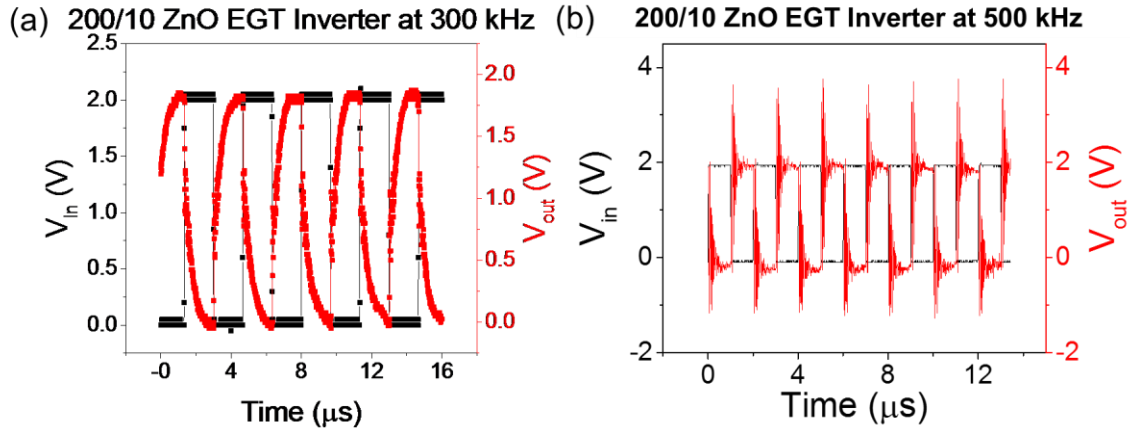 (a) 200/10 ZnO EGT Inverter at 300 kHz
2.5
2.0
1.5
1.0
0.5
0.0
V_In (V)
2.0
1.5
1.0
0.5
0.0
V_out (V)
-0 4 8 12 16
Time (μs)
(b) 200/10 ZnO EGT Inverter at 500 kHz
4
2
0
-2
V_in (V)
4
2
0
-2
V_out (V)
0 4 8 12
Time (μs)